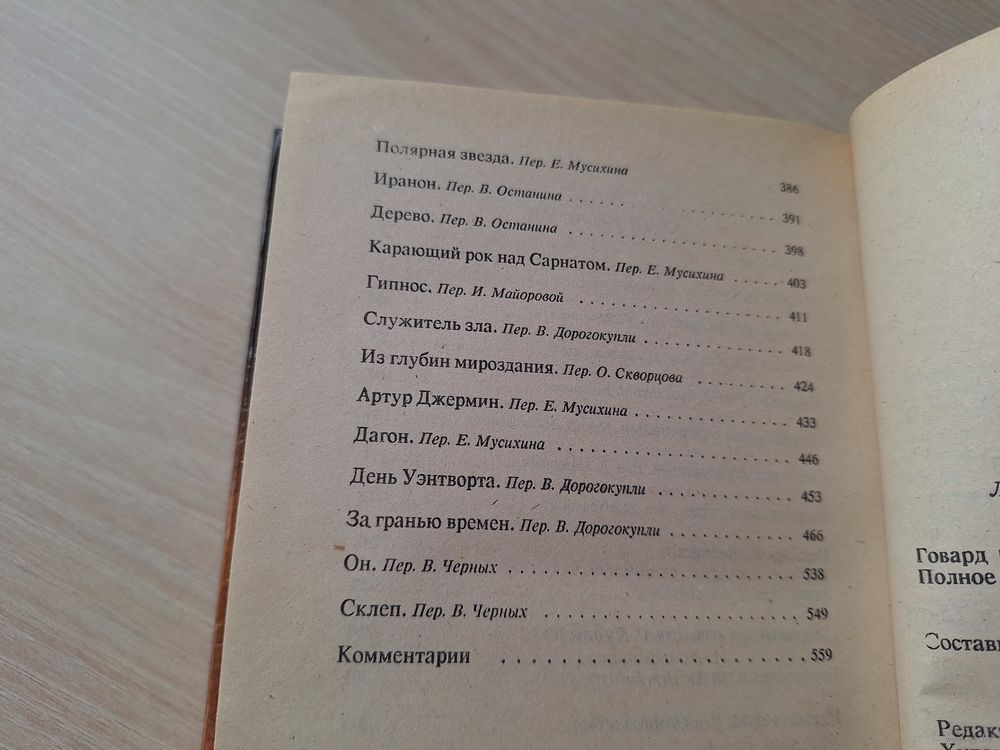 Полярная звезда. Пер. Е. Мусихина 386
Иранон. Пер. В. Останина . . . . . . . . . . . . . . . . . . . . 391
Дерево. Пер. В. Останина . . . . . . . . . . . . . . . . . . . . 398
Карающий рок над Сарнатом. Пер. Е. Мусихина . . . . . 403
Гипнос. Пер. И. Майоровой . . . . . . . . . . . . . . . . . . . 411
Служитель зла. Пер. В. Дорогокупли . . . . . . . . . . . . . 418
Из глубин мироздания. Пер. О. Скворцова . . . . . . . . 424
Артур Джермин. Пер. Е. Мусихина . . . . . . . . . . . . . . 433
Дагон. Пер. Е. Мусихина . . . . . . . . . . . . . . . . . . . . 446
День Уэнтворта. Пер. В. Дорогокупли . . . . . . . . . . . . 453
За гранью времен. Пер. В. Дорогокупли . . . . . . . . . . . 466
Он. Пер. В. Черных . . . . . . . . . . . . . . . . . . . . . . . 538
Склеп. Пер. В. Черных . . . . . . . . . . . . . . . . . . . . . 549
Комментарии . . . . . . . . . . . . . . . . . . . . . . . . 559
Говард
Полное
Состав
Редак